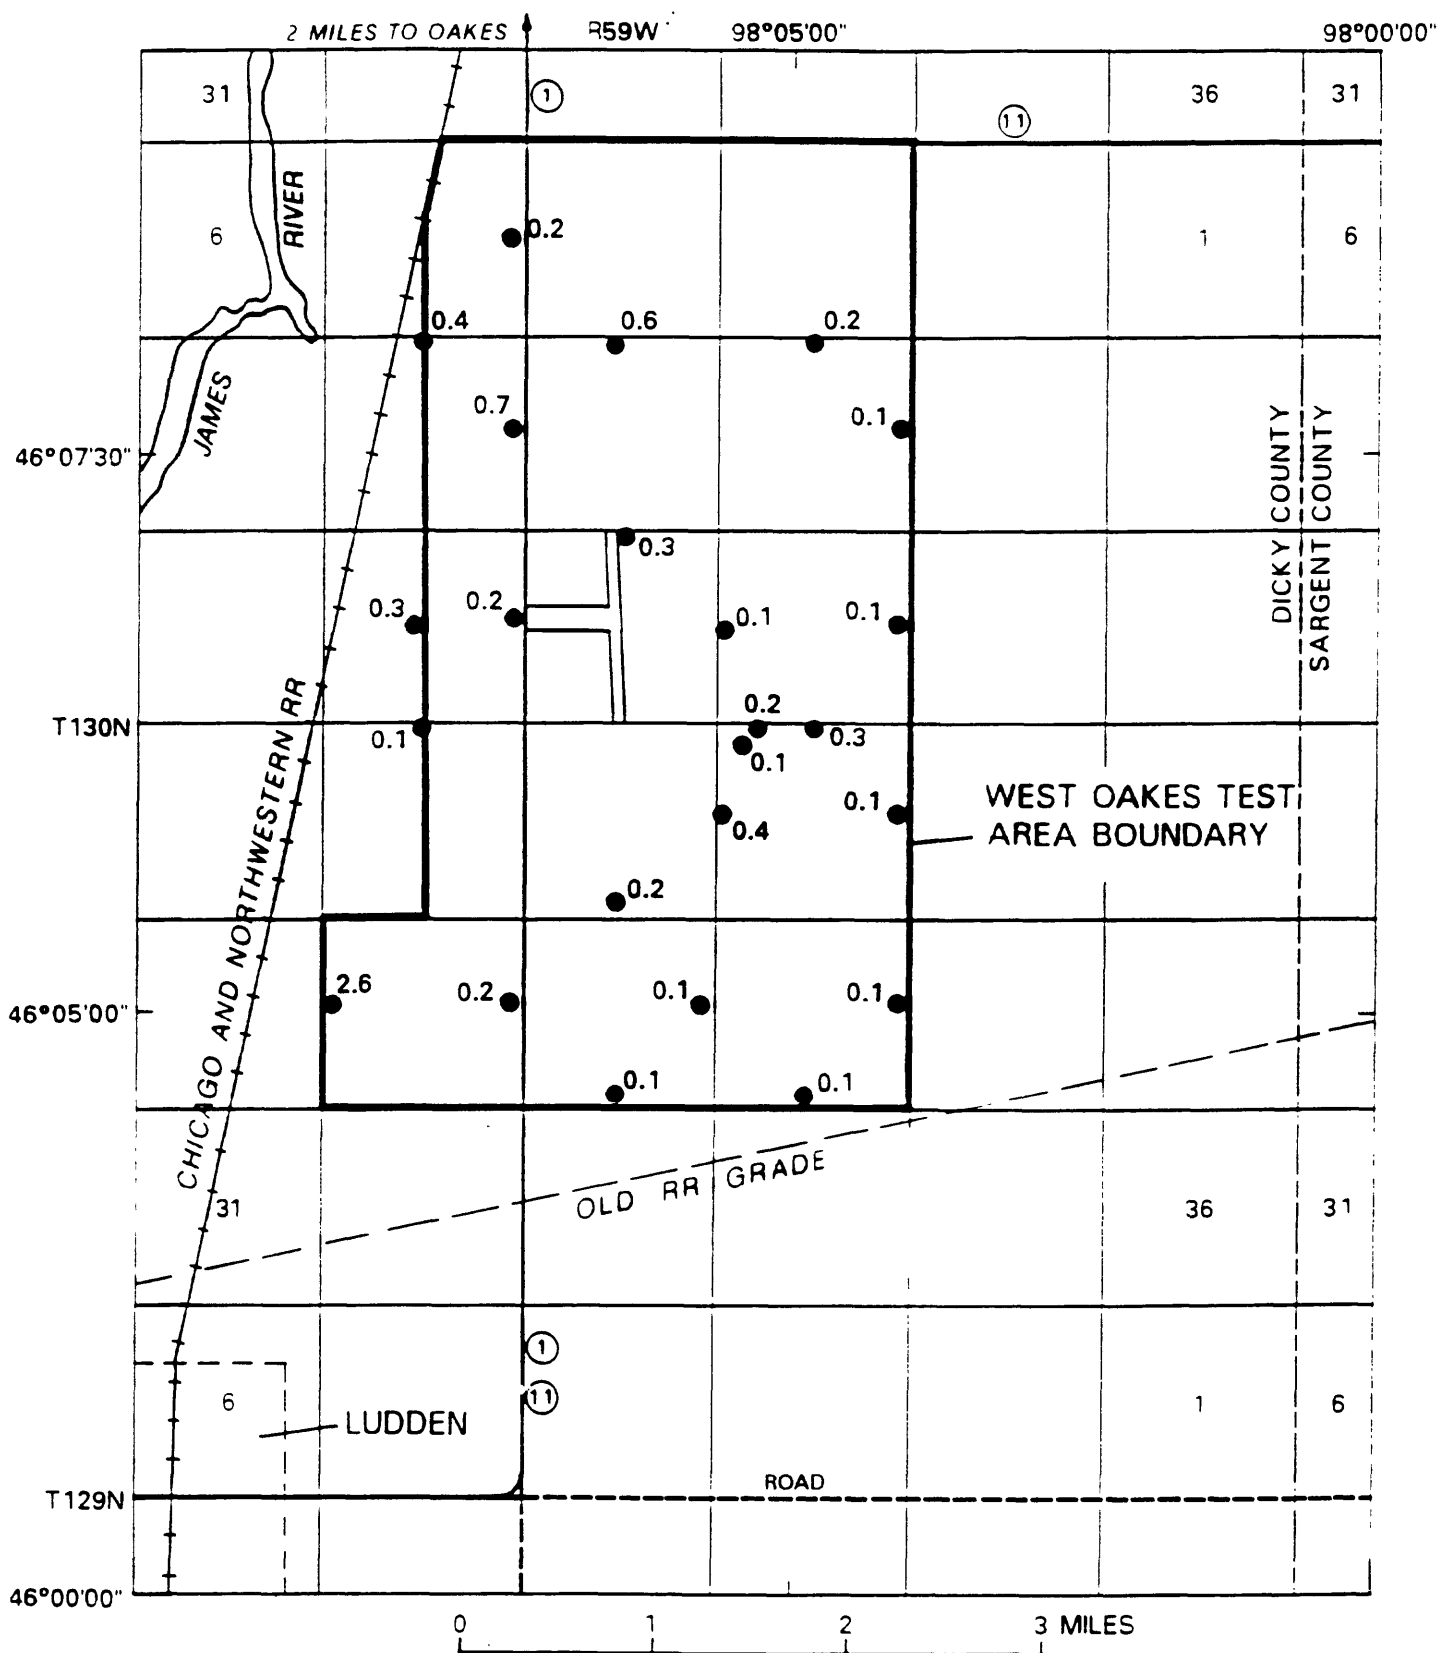 2 MILES TO OAKES R59W 98°05'00" 98°00'00"
31 1 36 31
11
RIVER
6 0.2 1 6
0.4 0.6 0.2
JAMES
0.7 0.1
46°07'30"
DICKY COUNTY
SARGENT COUNTY
0.3
0.3 0.2 0.1 0.1
CHICAGO AND NORTHWESTERN RR
T130N 0.1 0.2 0.3
0.1
WEST OAKES TEST
AREA BOUNDARY
0.4 0.1
0.2
2.6 0.2 0.1 0.1
46°05'00"
0.1 0.1
OLD RR GRADE
31 36 31
1
6 11 1 6
LUDDEN
T129N ROAD
46°00'00"
0 1 2 3 MILES